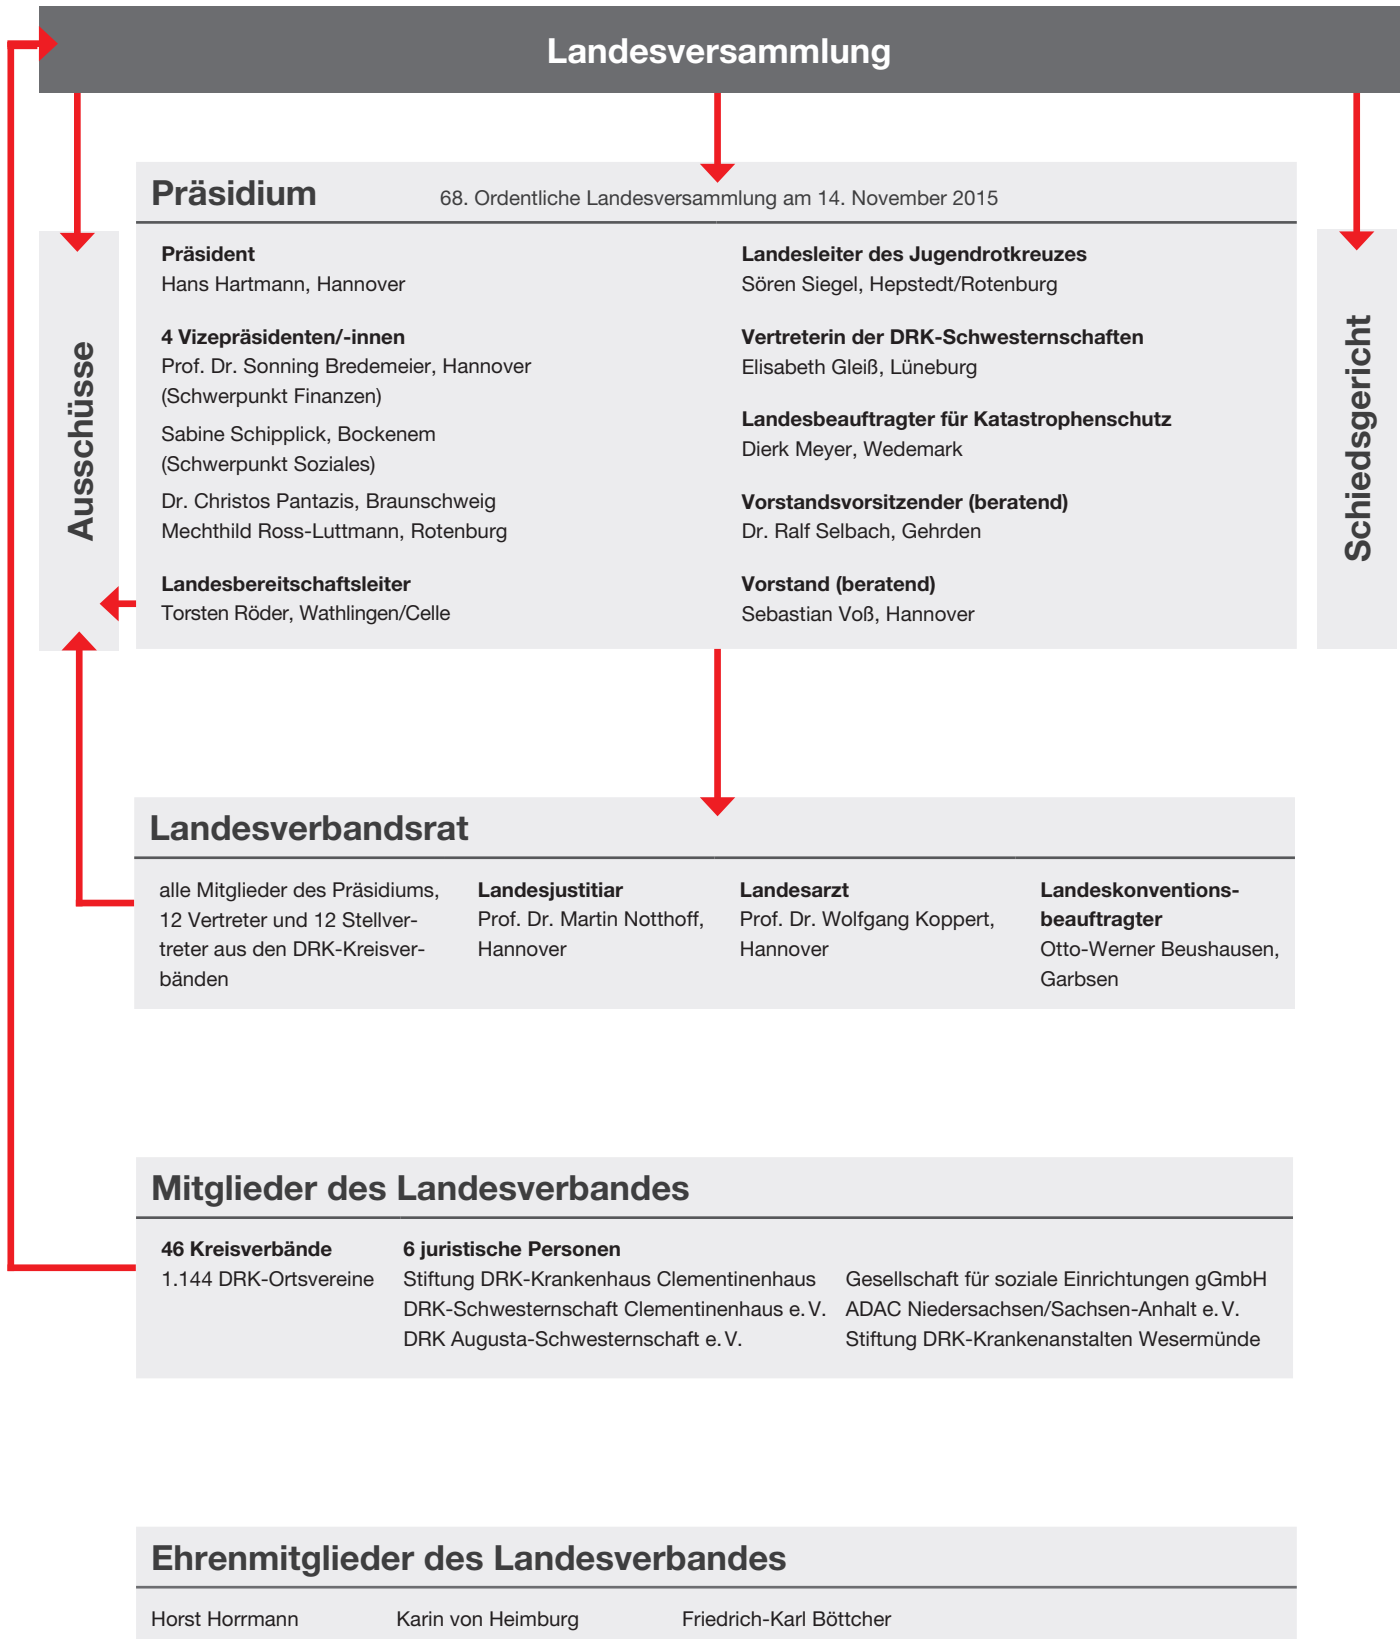 Landesversammlung
Präsidium
68. Ordentliche Landesversammlung am 14. November 2015
Ausschüsse
Präsident
Hans Hartmann, Hannover
4 Vizepräsidenten/-innen
Prof. Dr. Sonning Bredemeier, Hannover
(Schwerpunkt Finanzen)
Sabine Schipplick, Bockenem
(Schwerpunkt Soziales)
Dr. Christos Pantazis, Braunschweig
Mechthild Ross-Luttmann, Rotenburg
Landesbereitschaftsleiter
Torsten Röder, Wathlingen/Celle
Landesleiter des Jugendrotkreuzes
Sören Siegel, Hepstedt/Rotenburg
Vertreterin der DRK-Schwesternschaften
Elisabeth Gleiß, Lüneburg
Landesbeauftragter für Katastrophenschutz
Dierk Meyer, Wedemark
Vorstandsvorsitzender (beratend)
Dr. Ralf Selbach, Gehrden
Vorstand (beratend)
Sebastian Voß, Hannover
Schiedsgericht
Landesverbandsrat
alle Mitglieder des Präsidiums,
12 Vertreter und 12 Stellver-
treter aus den DRK-Kreisver-
bänden
Landesjustitiar
Prof. Dr. Martin Notthoff,
Hannover
Landesarzt
Prof. Dr. Wolfgang Koppert,
Hannover
Landeskonventions-
beauftragter
Otto-Werner Beushausen,
Garbsen
Mitglieder des Landesverbandes
46 Kreisverbände
1.144 DRK-Ortsvereine
6 juristische Personen
Stiftung DRK-Krankenhaus Clementinenhaus
DRK-Schwesternschaft Clementinenhaus e. V.
DRK Augusta-Schwesternschaft e. V.
Gesellschaft für soziale Einrichtungen gGmbH
ADAC Niedersachsen/Sachsen-Anhalt e. V.
Stiftung DRK-Krankenanstalten Wesermünde
Ehrenmitglieder des Landesverbandes
Horst Horrmann
Karin von Heimburg
Friedrich-Karl Böttcher